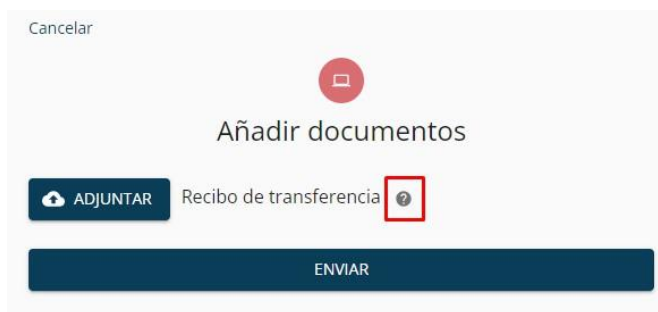 Cancelar
Añadir documentos
ADJUNTAR Recibo de transferencia ?
ENVIAR